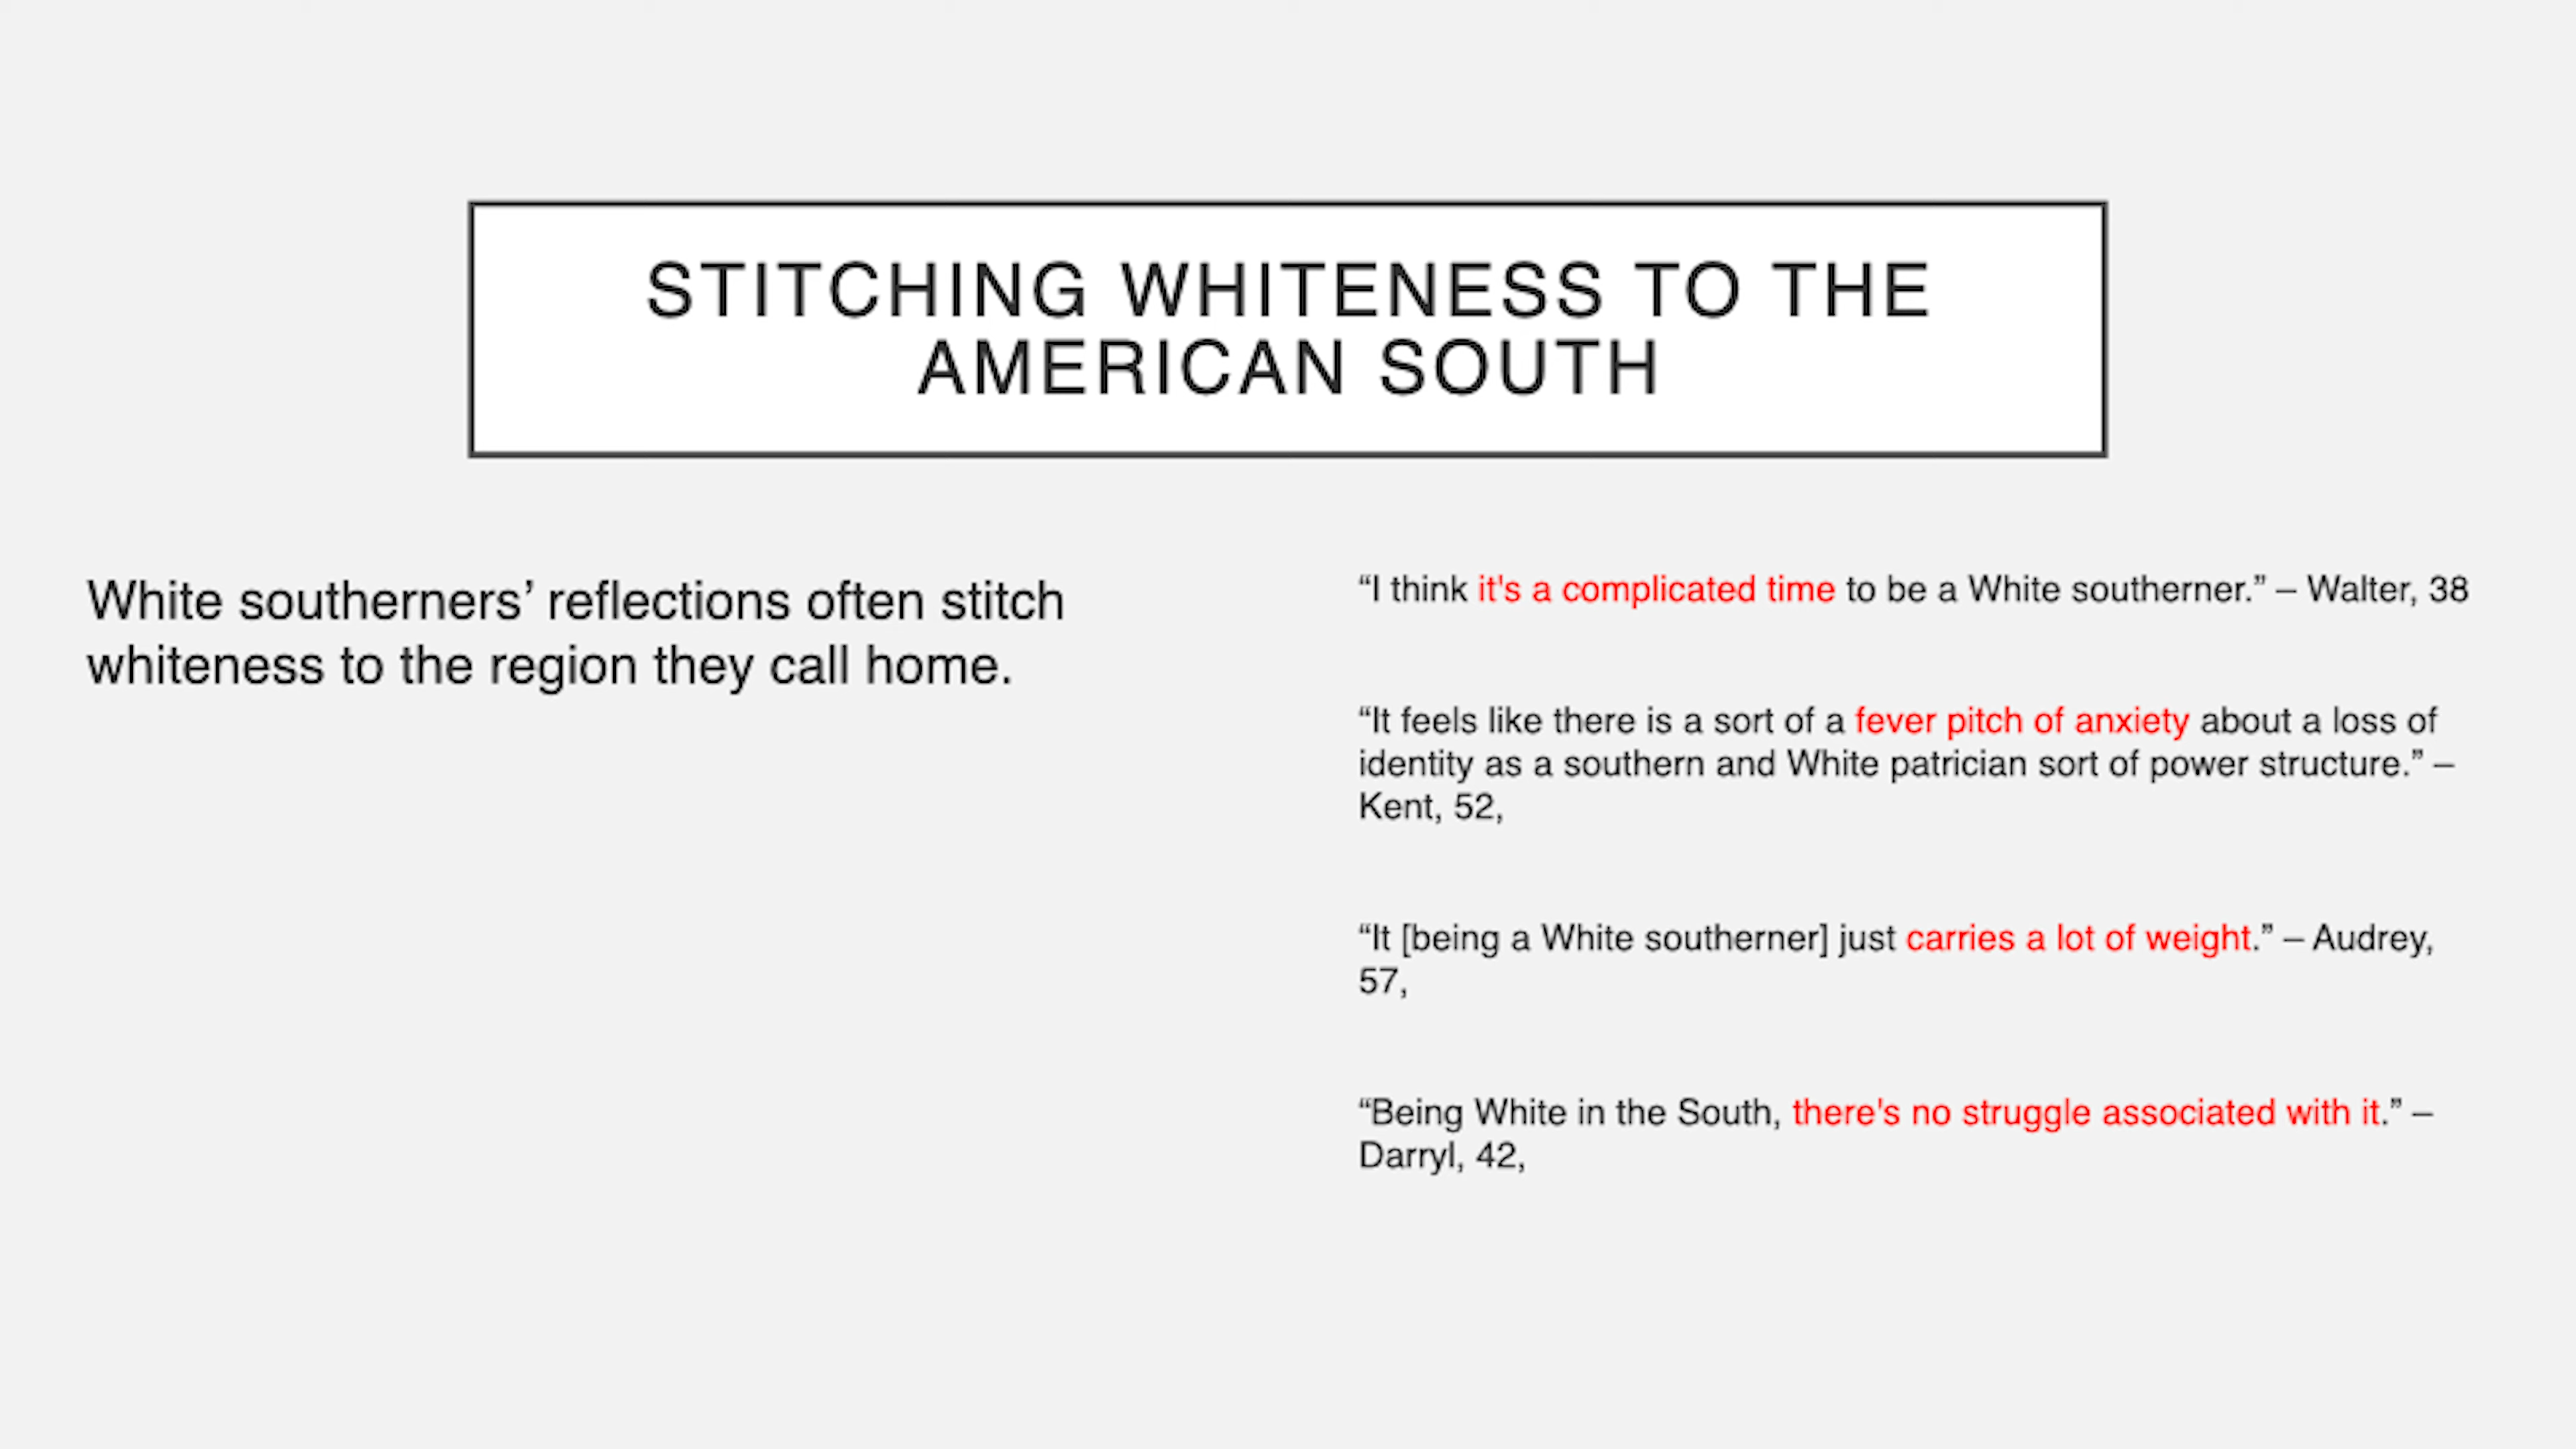 STITCHING WHITENESS TO THE
AMERICAN SOUTH
White southerners’ reflections often stitch
whiteness to the region they call home.
“I think it's a complicated time to be a White southerner.” – Walter, 38
“It feels like there is a sort of a fever pitch of anxiety about a loss of
identity as a southern and White patrician sort of power structure.” –
Kent, 52,
“It [being a White southerner] just carries a lot of weight.” – Audrey,
57,
“Being White in the South, there's no struggle associated with it.” –
Darryl, 42,